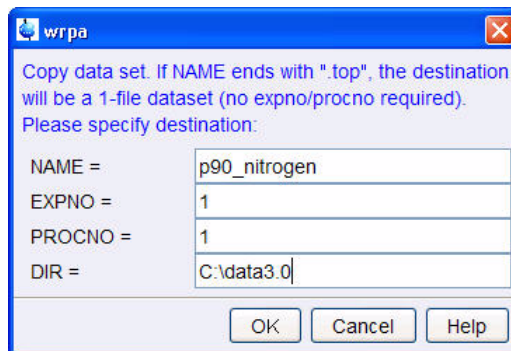 wrpa
Copy data set. If NAME ends with ".top", the destination
will be a 1-file dataset (no expno/procno required).
Please specify destination:
NAME = p90_nitrogen
EXPNO = 1
PROCNO = 1
DIR = C:\data3.0
OK Cancel Help